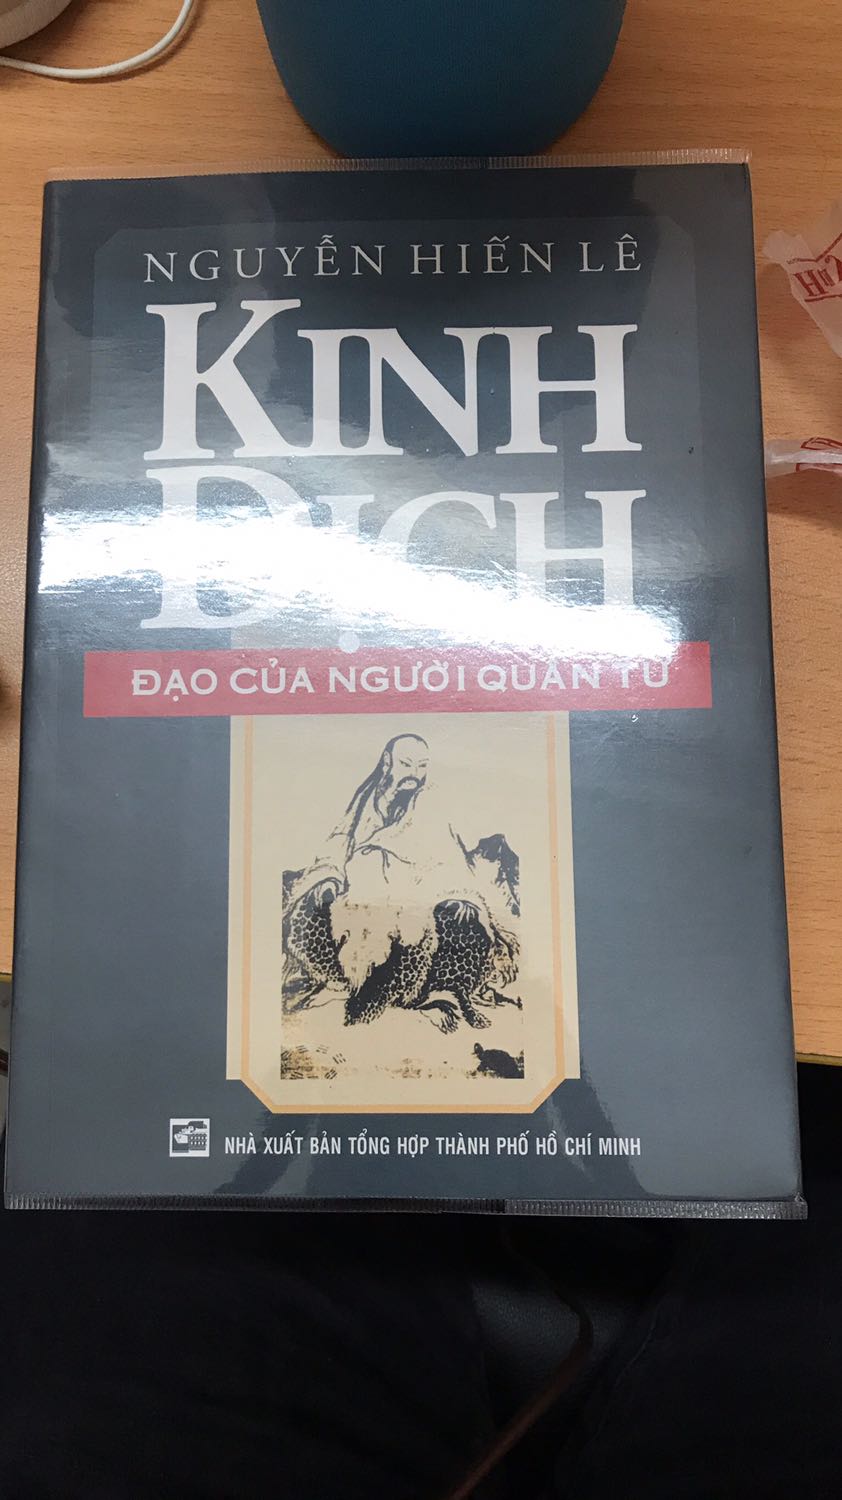 NGUYỄN HIẾN LÊ
KINH
DỊCH
ĐẠO CỦA NGƯỜI QUÂN TỬ
NHÀ XUẤT BẢN TỔNG HỢP THÀNH PHỐ HỒ CHÍ MINH